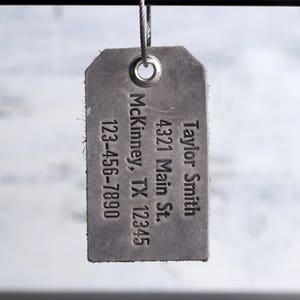 Taylor Smith
4321 Main St.
McKinney, TX 12345
123-456-7890